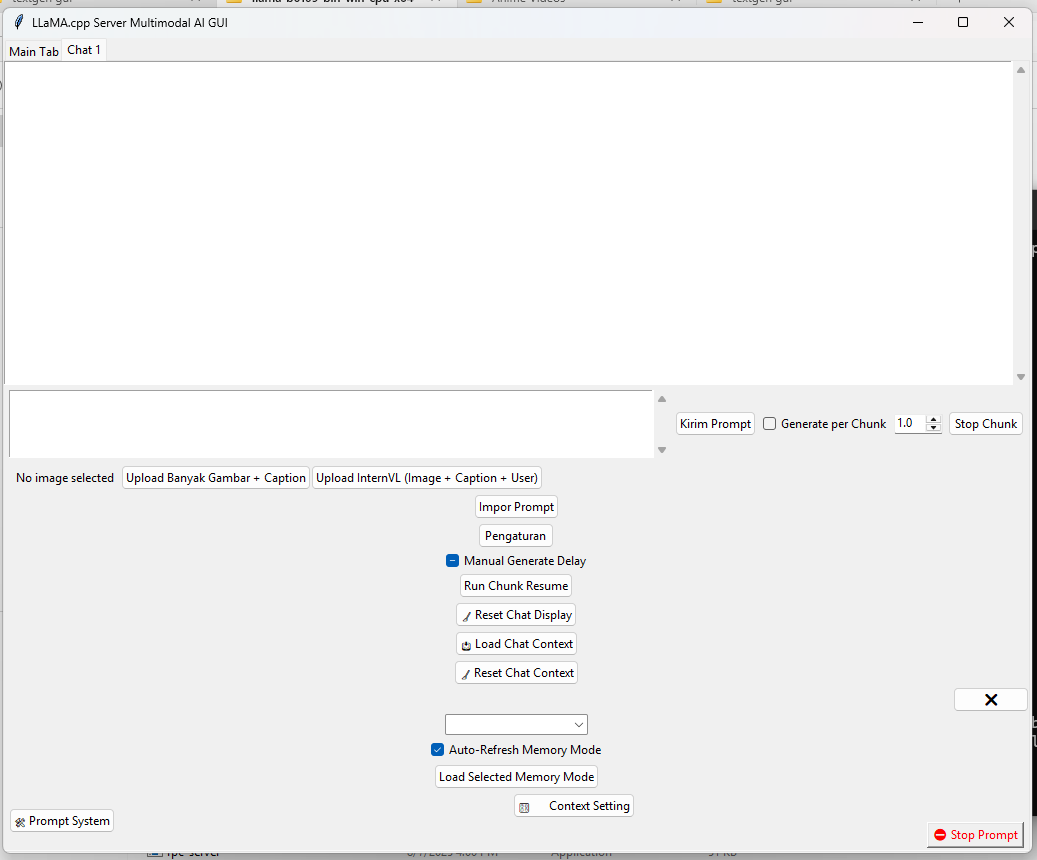 LLaMA.cpp Server Multimodal AI GUI
Main Tab
Chat 1
Kirim Prompt
Generate per Chunk
1.0
Stop Chunk
No image selected
Upload Banyak Gambar + Caption
Upload InternVL (Image + Caption + User)
Impor Prompt
Pengaturan
Manual Generate Delay
Run Chunk Resume
Reset Chat Display
Load Chat Context
Reset Chat Context
Auto-Refresh Memory Mode
Load Selected Memory Mode
Context Setting
Prompt System
Stop Prompt